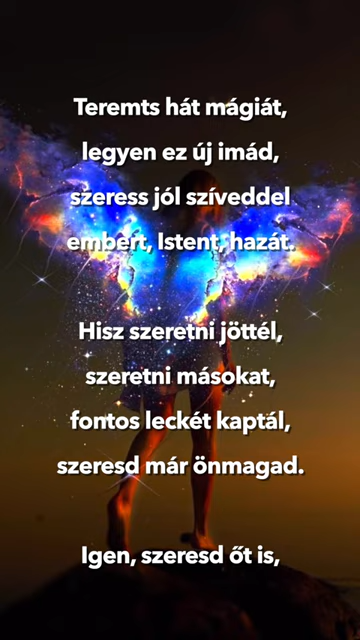 Teremts hát mágiát,
legyen ez új imád,
szeress jól szíveddel
embert, Istent, hazát.
Hisz szeretni jöttél,
szeretni másokat,
fontos leckét kaptál,
szeresd már önmagad.
Igen, szeresd őt is,